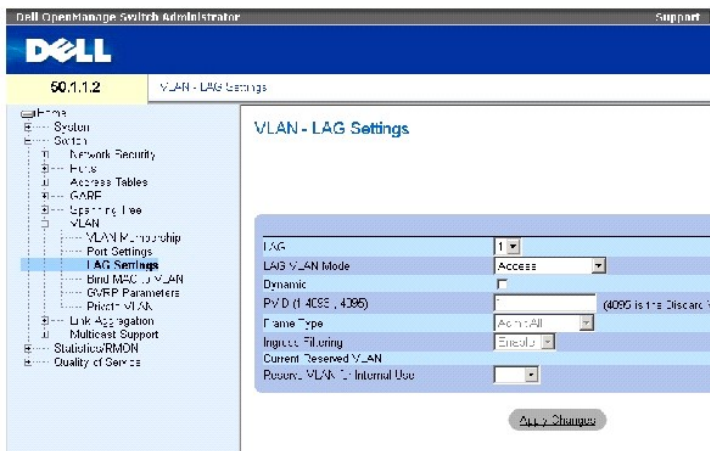 Dell OpenManage Switch Administrator Support
DELL
50.1.1.2 VLAN - LAG Settings
Home
System
Switch
Network Security
Ports
Address Tables
GARP
Spanning Tree
VLAN
VLAN Membership
Port Settings
LAG Settings
Bind MAC to VLAN
GVRP Parameters
Private VLAN
Link Aggregation
Multicast Support
Statistics/RMON
Quality of Service
VLAN - LAG Settings
LAG 1
LAG VLAN Mode Access
Dynamic
PVID (1-4093, 4095) (4095 is the Discard
Frame Type AdmitAll
Ingress Filtering Enable
Current Reserved VLAN
Reserve VLAN for Internal Use
Apply Changes